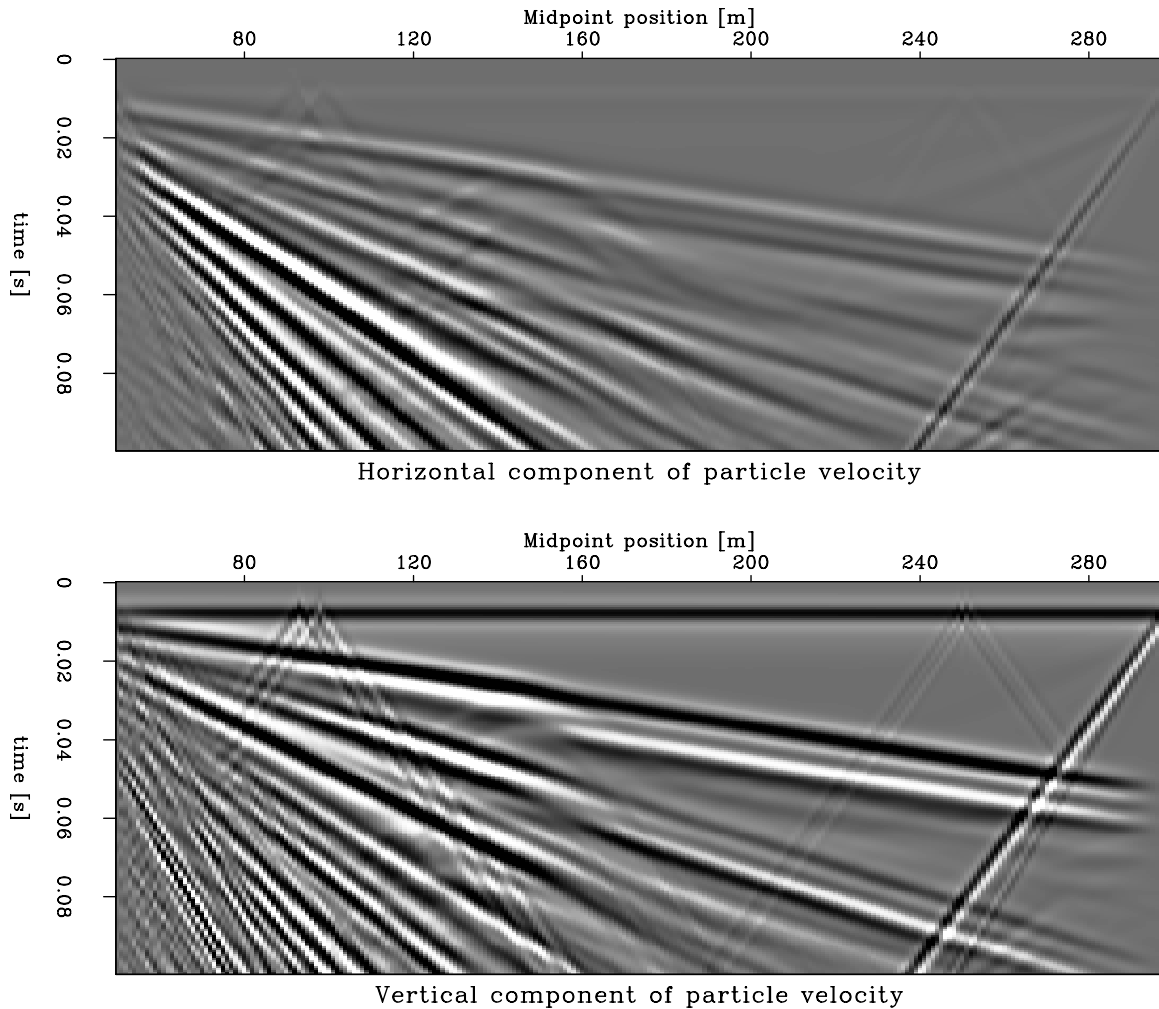 Midpoint position [m]
80 120 160 200 240 280
0
0.02
0.04
0.06
0.08
time [s]
Horizontal component of particle velocity
Midpoint position [m]
80 120 160 200 240 280
0
0.02
0.04
0.06
0.08
time [s]
Vertical component of particle velocity